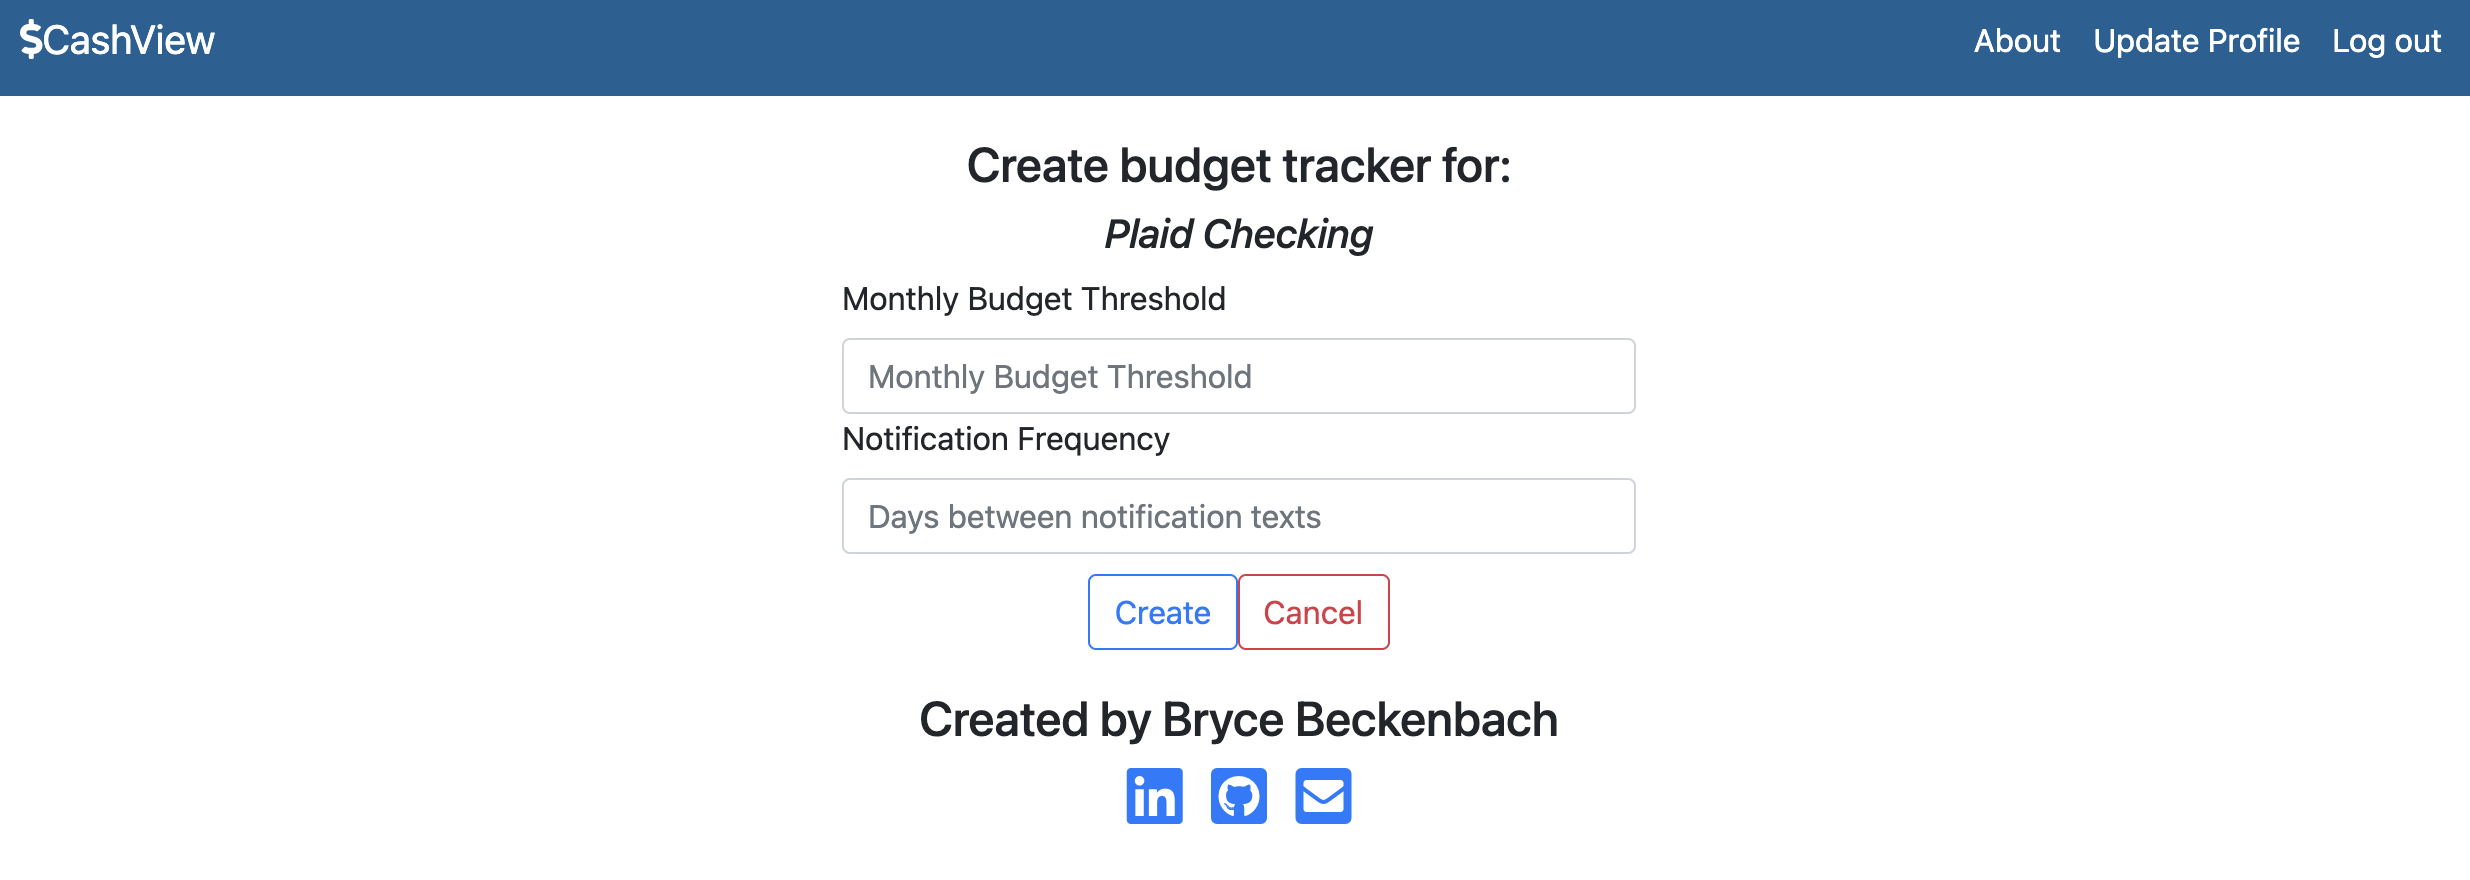 $CashView About Update Profile Log out
Create budget tracker for:
Plaid Checking
Monthly Budget Threshold
Monthly Budget Threshold
Notification Frequency
Days between notification texts
Create Cancel
Created by Bryce Beckenbach
in